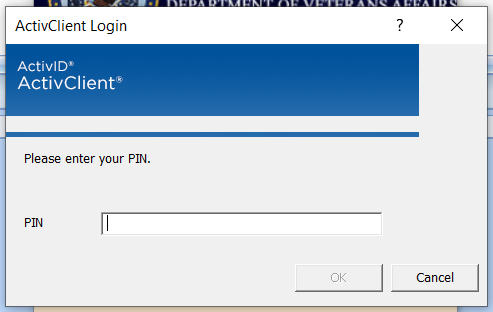 DEPARTMENT OF VETERANS AFFAIRS
ActivClient Login
?
ActivID®
ActivClient®
Please enter your PIN.
PIN
OK
Cancel